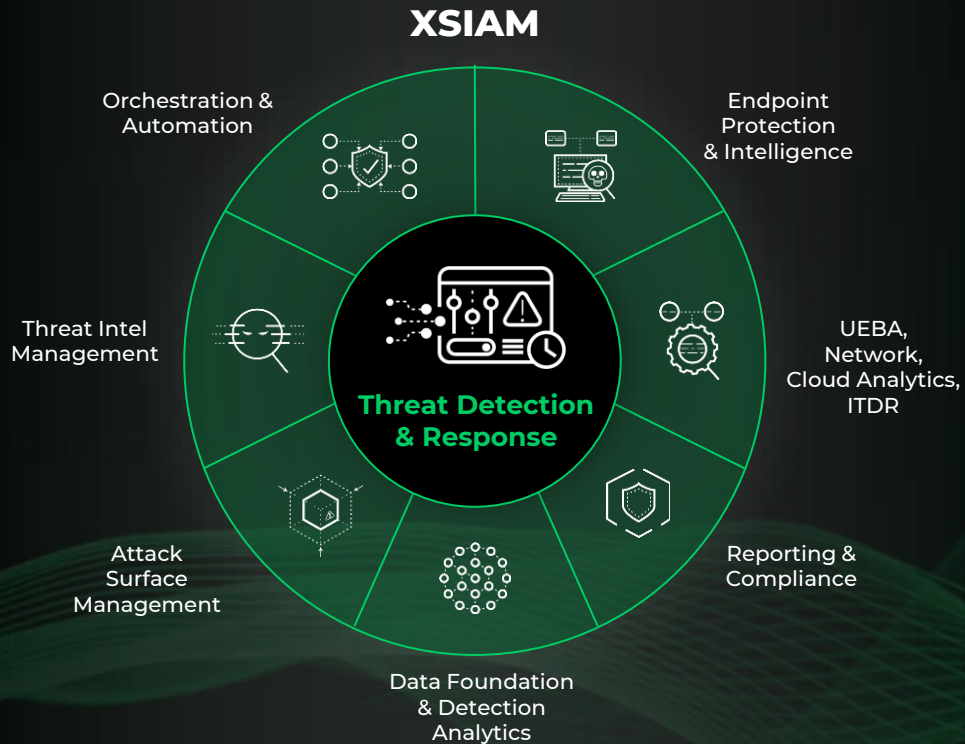 XSIAM
Orchestration &
Automation
Endpoint
Protection
& Intelligence
Threat Intel
Management
UEBA,
Network,
Cloud Analytics,
ITDR
Threat Detection
& Response
Attack
Surface
Management
Reporting &
Compliance
Data Foundation
& Detection
Analytics